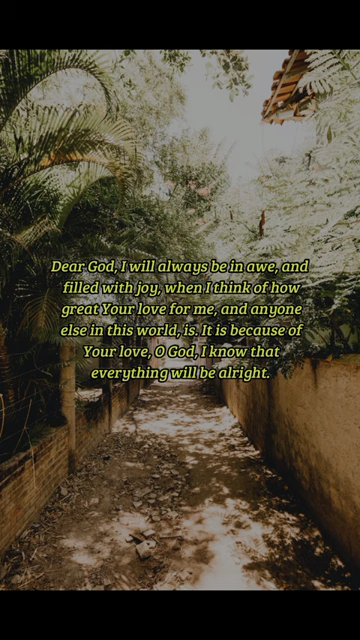 Dear God, I will always be in awe, and
filled with joy, when I think of how
great Your love for me, and anyone
else in this world, is. It is because of
Your love, O God, I know that
everything will be alright.